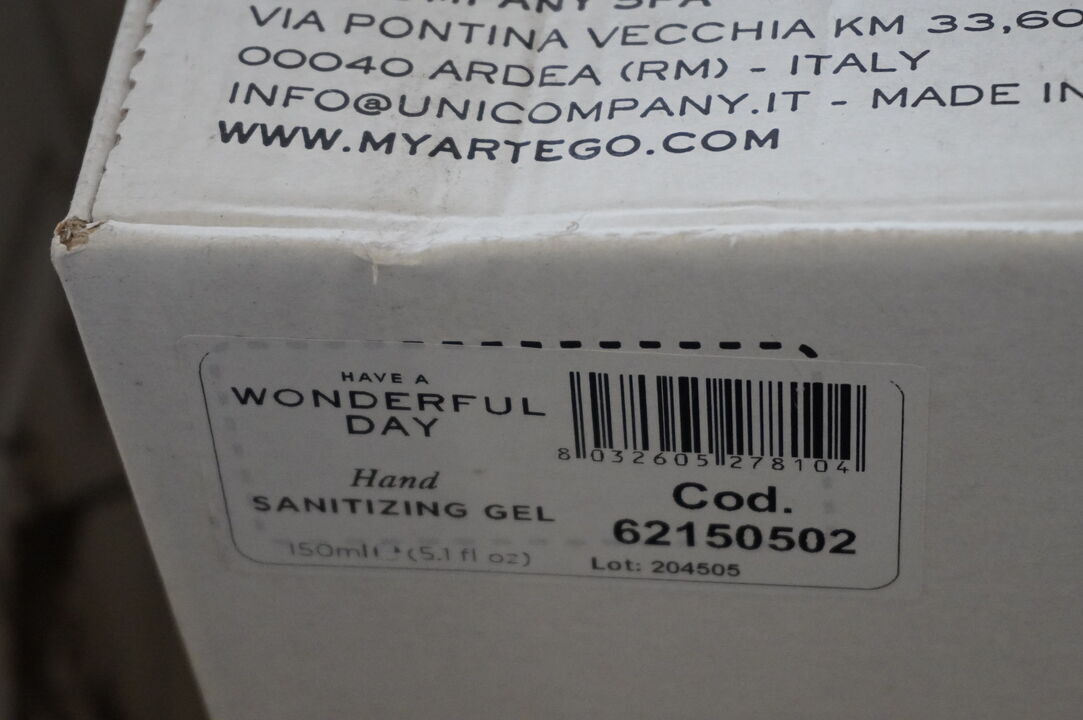 VIA PONTINA VECCHIA KM 33,60
00040 ARDEA (RM) - ITALY
INFO@UNICOMPANY.IT - MADE IN
WWW.MYARTEGO.COM
HAVE A
WONDERFUL
DAY
Hand
SANITIZING GEL
150ml ℮ (5.1 fl oz)
8 032605 278104
Cod.
62150502
Lot: 204505